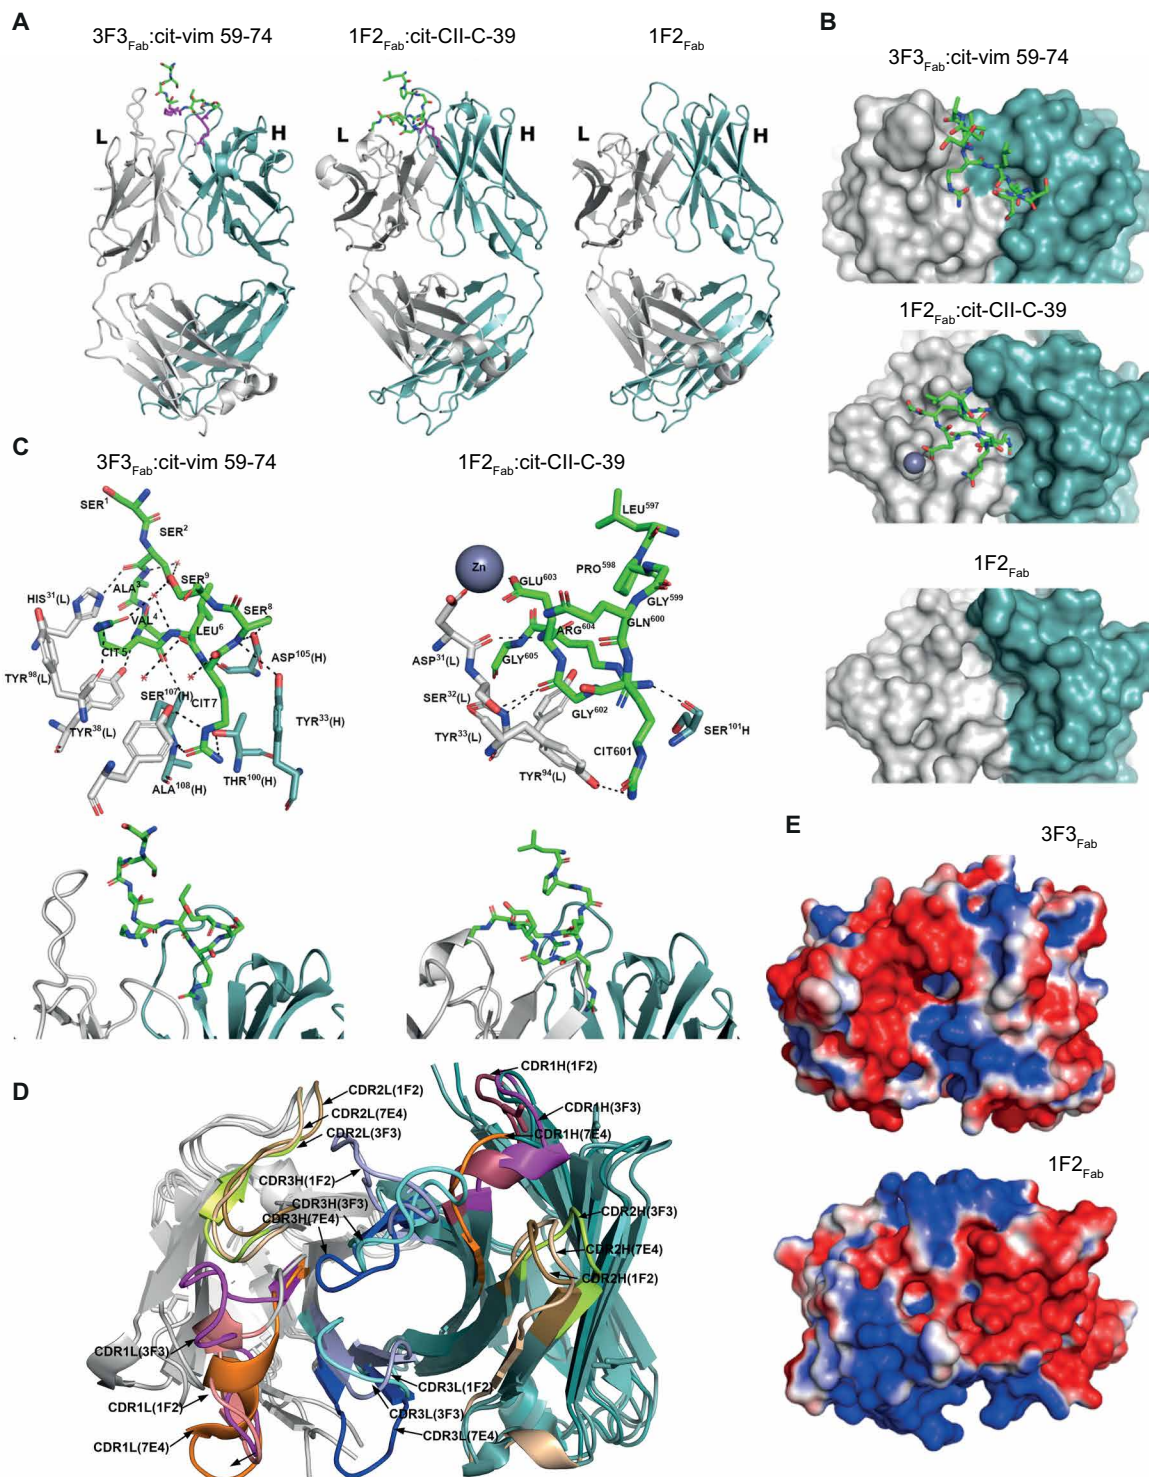 A
3F3Fab:cit-vim 59-74
1F2Fab:cit-CII-C-39
1F2Fab
L
H
L
H
L
H
B
3F3Fab:cit-vim 59-74
1F2Fab:cit-CII-C-39
1F2Fab
C
3F3Fab:cit-vim 59-74
SER1
SER2
SER9
ALA3
HIS31(L)
VAL4
SER8
LEU6
CIT5
ASP105(H)
TYR98(L)
SER107(H)
CIT7
TYR33(H)
TYR38(L)
THR100(H)
ALA108(H)
1F2Fab:cit-CII-C-39
LEU597
Zn
PRO598
GLU603
GLY599
GLN600
ARG604
ASP31(L)
GLY605
SER32(L)
GLY602
SER101H
TYR33(L)
CIT601
TYR94(L)
D
CDR1H(1F2)
CDR2L(1F2)
CDR2L(7E4)
CDR1H(3F3)
CDR2L(3F3)
CDR1H(7E4)
CDR3H(1F2)
CDR3H(3F3)
CDR2H(3F3)
CDR3H(7E4)
CDR2H(7E4)
CDR2H(1F2)
CDR1L(3F3)
CDR3L(1F2)
CDR1L(1F2)
CDR3L(3F3)
CDR3L(7E4)
CDR1L(7E4)
E
3F3Fab
1F2Fab